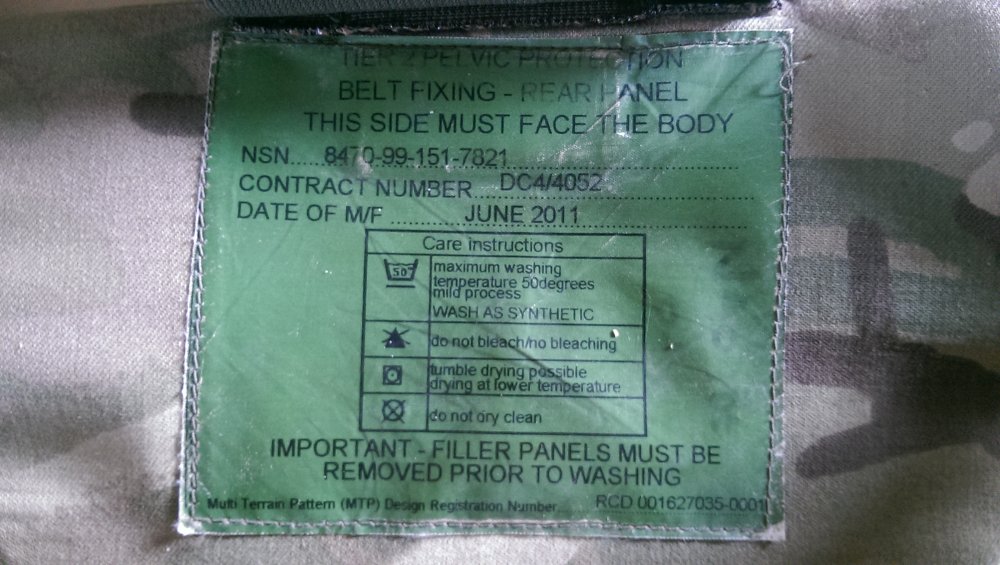 TIER 2 PELVIC PROTECTION
BELT FIXING - REAR PANEL
THIS SIDE MUST FACE THE BODY
NSN.....8470-99-151-7821
CONTRACT NUMBER.....DC4/4052
DATE OF M/F ............JUNE 2011
Care instructions
50°
maximum washing
temperature 50degrees
mild process
WASH AS SYNTHETIC
do not bleach/no bleaching
tumble drying possible
drying at lower temperature
do not dry clean
IMPORTANT - FILLER PANELS MUST BE
REMOVED PRIOR TO WASHING
Multi Terrain Pattern (MTP) Design Registration Number RCD 001627035-0001